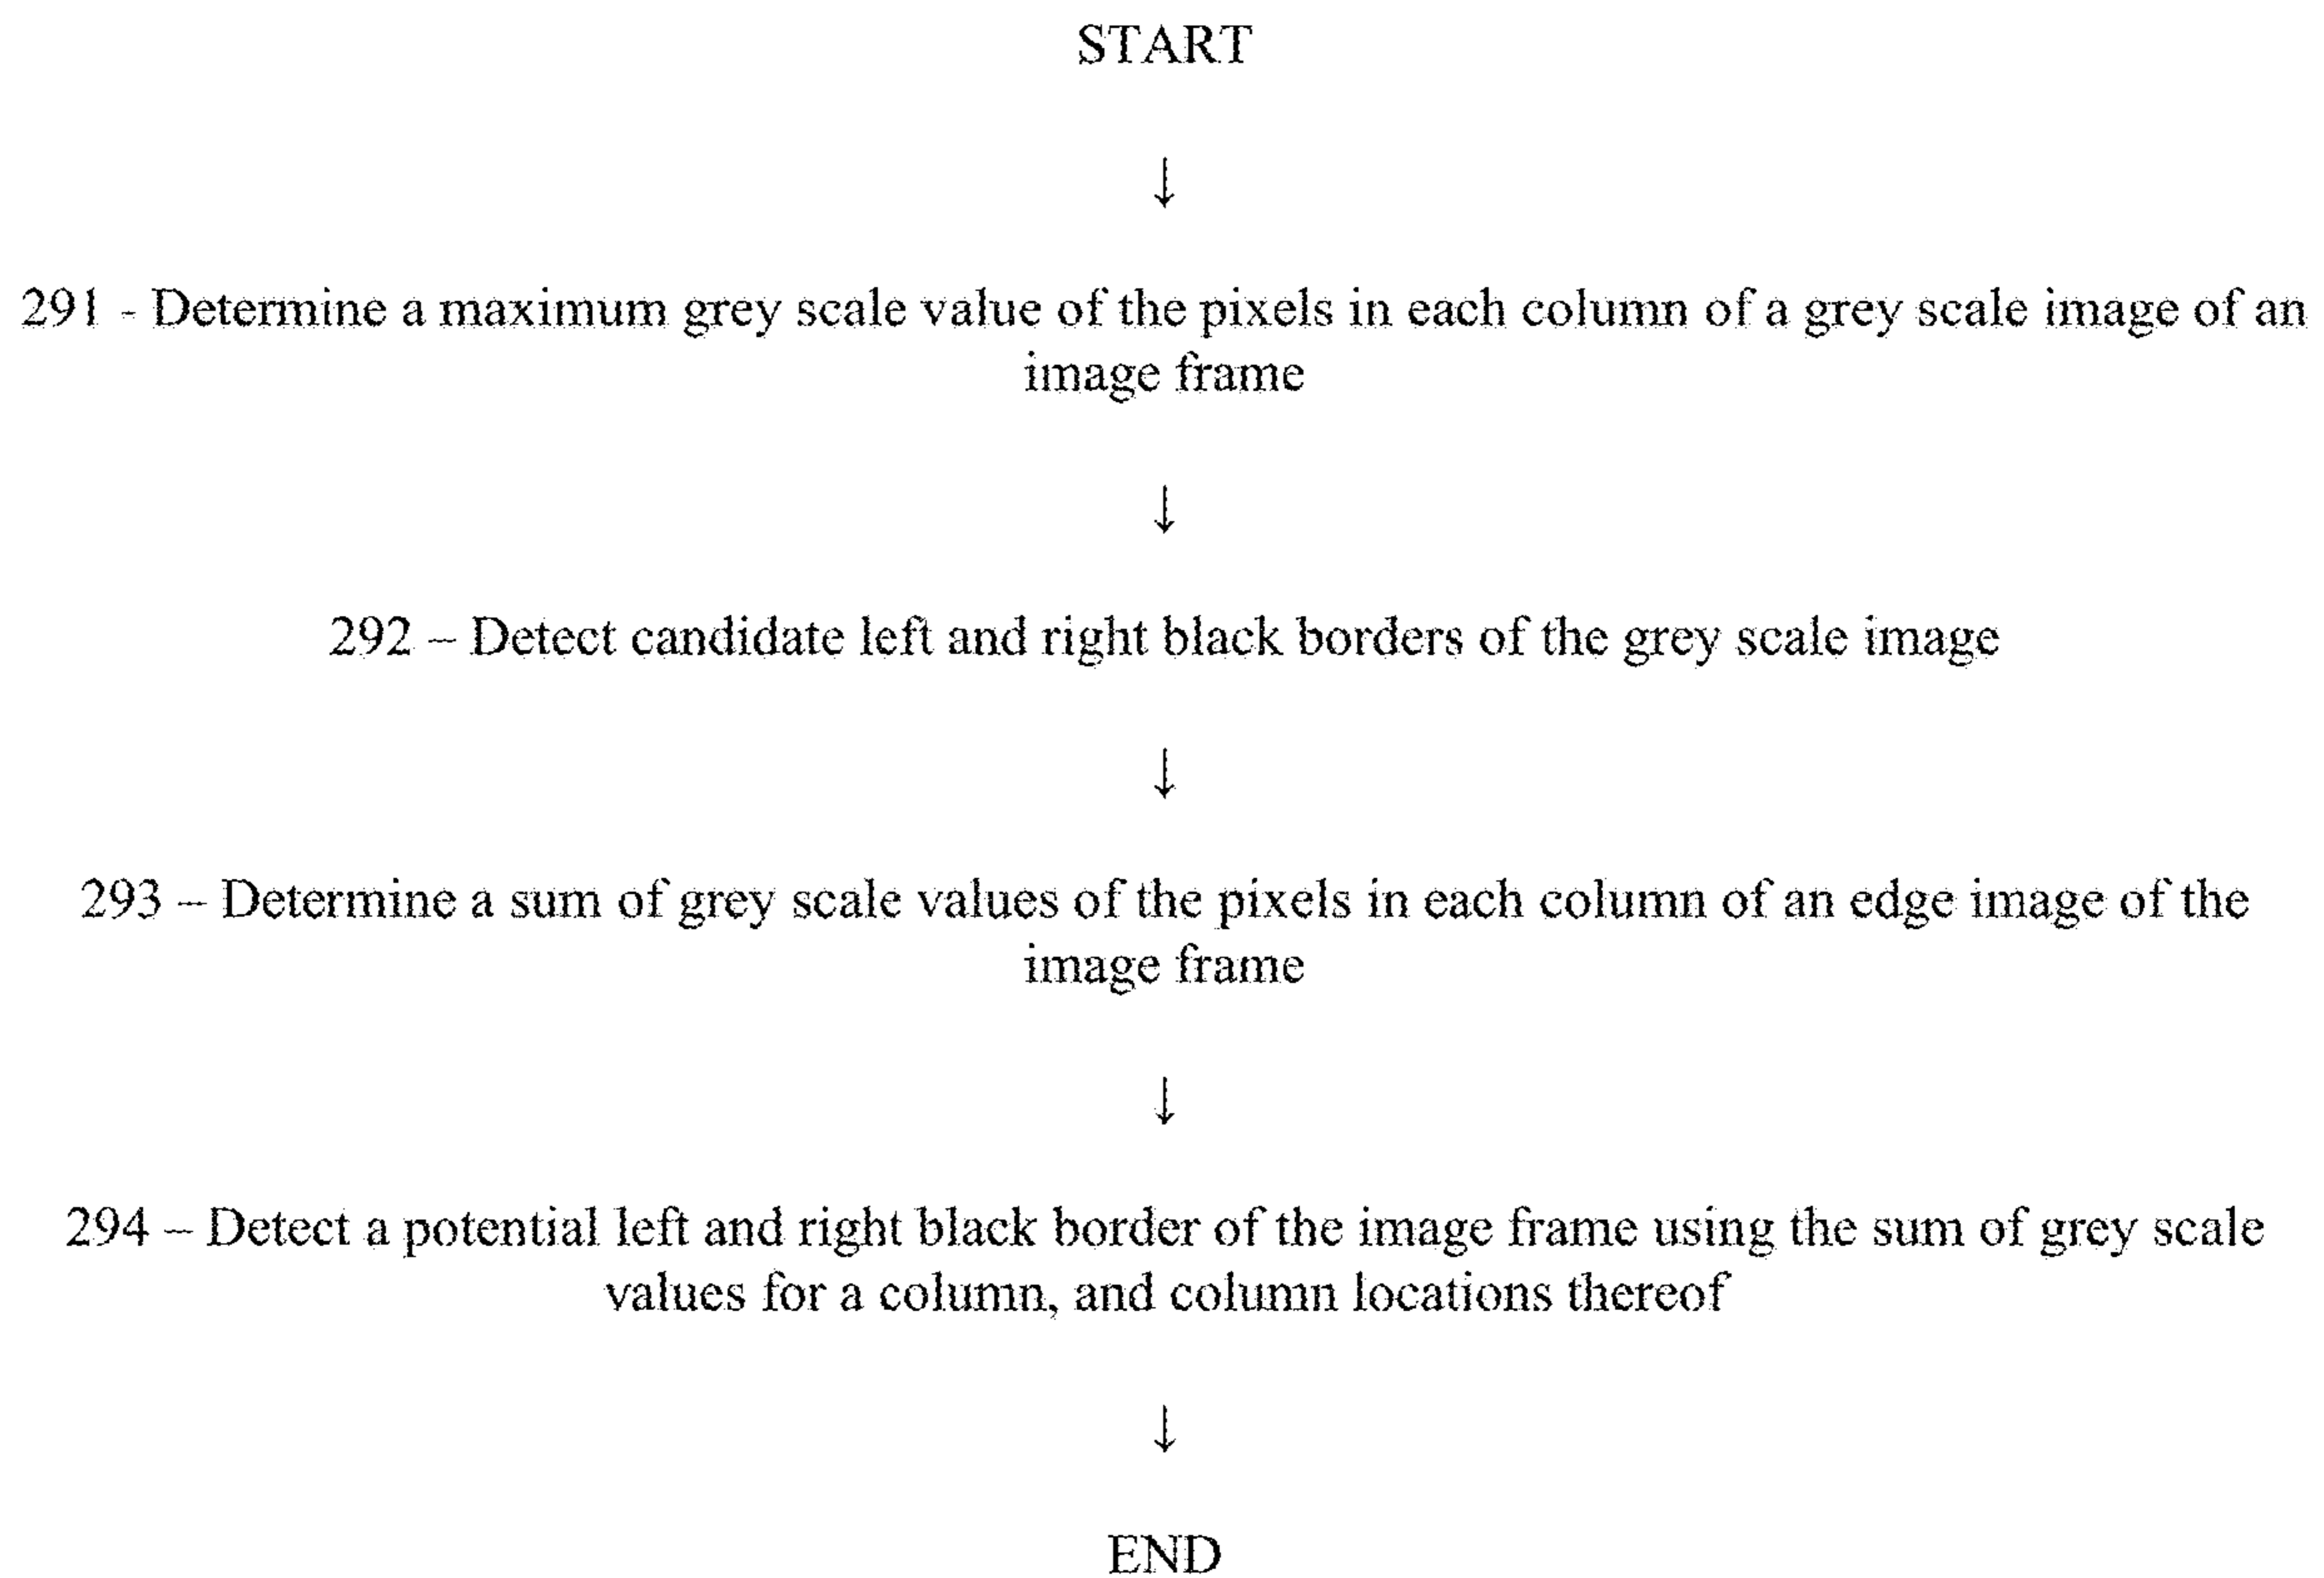 START
↓
291 - Determine a maximum grey scale value of the pixels in each column of a grey scale image of an
image frame
↓
292 – Detect candidate left and right black borders of the grey scale image
↓
293 – Determine a sum of grey scale values of the pixels in each column of an edge image of the
image frame
↓
294 – Detect a potential left and right black border of the image frame using the sum of grey scale
values for a column, and column locations thereof
↓
END